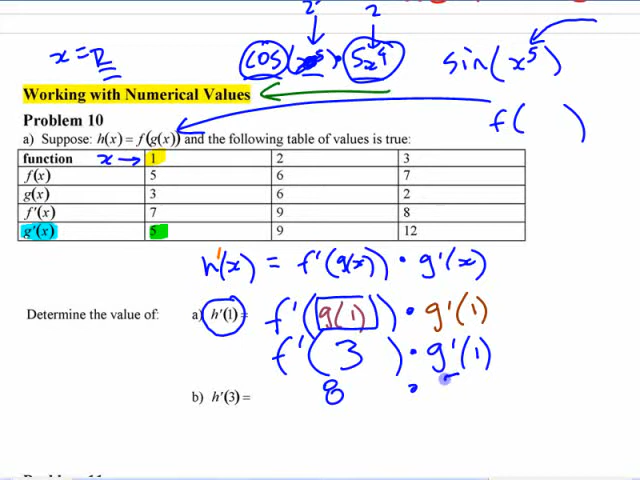 2 2
x = R
cos(x5) · 5x⁴ sin(x⁵)
Working with Numerical Values
Problem 10 f( )
a) Suppose: h(x) = f(g(x)) and the following table of values is true:
function x → 1 2 3
f(x) 5 6 7
g(x) 3 6 2
f'(x) 7 9 8
g'(x) 5 9 12
h'(x) = f'(g(x)) · g'(x)
Determine the value of: a) h'(1) = f'(g(1)) · g'(1)
f'( 3 ) · g'(1)
8 ·
b) h'(3) =